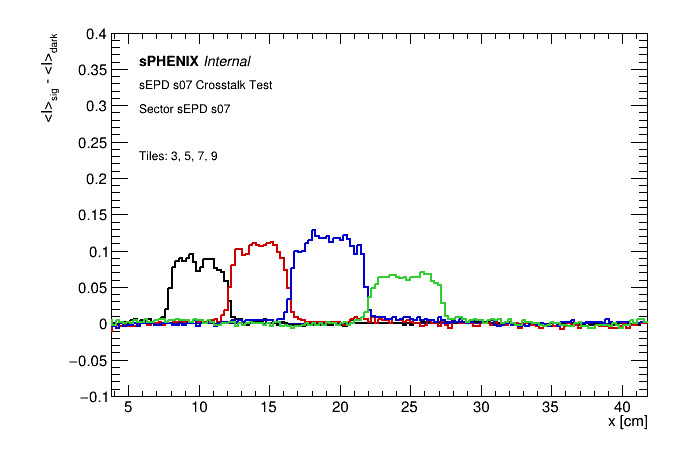 <I>sig - <I>dark
0.4
0.35
0.3
0.25
0.2
0.15
0.1
0.05
0
−0.05
−0.1
sPHENIX Internal
sEPD s07 Crosstalk Test
Sector sEPD s07
Tiles: 3, 5, 7, 9
5 10 15 20 25 30 35 40
x [cm]